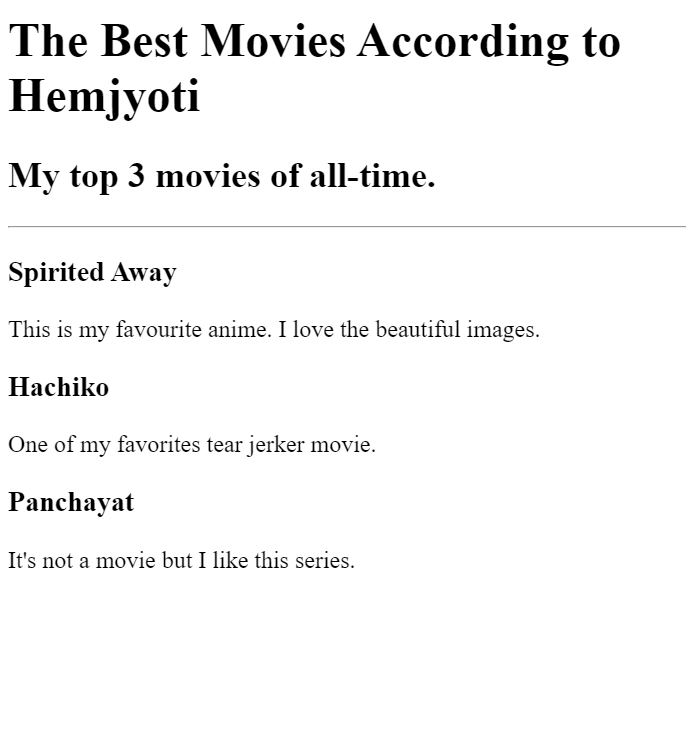 The Best Movies According to
Hemjyoti
My top 3 movies of all-time.
Spirited Away
This is my favourite anime. I love the beautiful images.
Hachiko
One of my favorites tear jerker movie.
Panchayat
It's not a movie but I like this series.